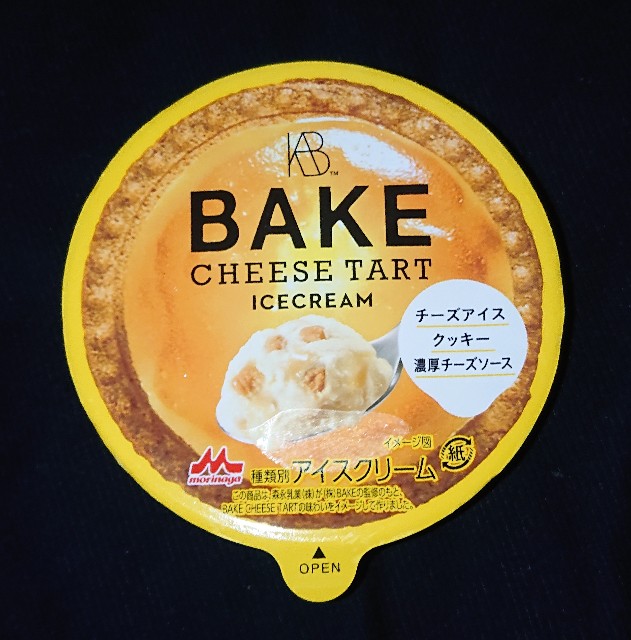 KAB™
BAKE
CHEESE TART
ICECREAM
チーズアイス
クッキー
濃厚チーズソース
イメージ図
紙
morinaga
種類別 アイスクリーム
この商品は、森永乳業(株)が(株)BAKEの監修のもと、
BAKE CHEESE TARTの味わいをイメージして作りました。
▲
OPEN